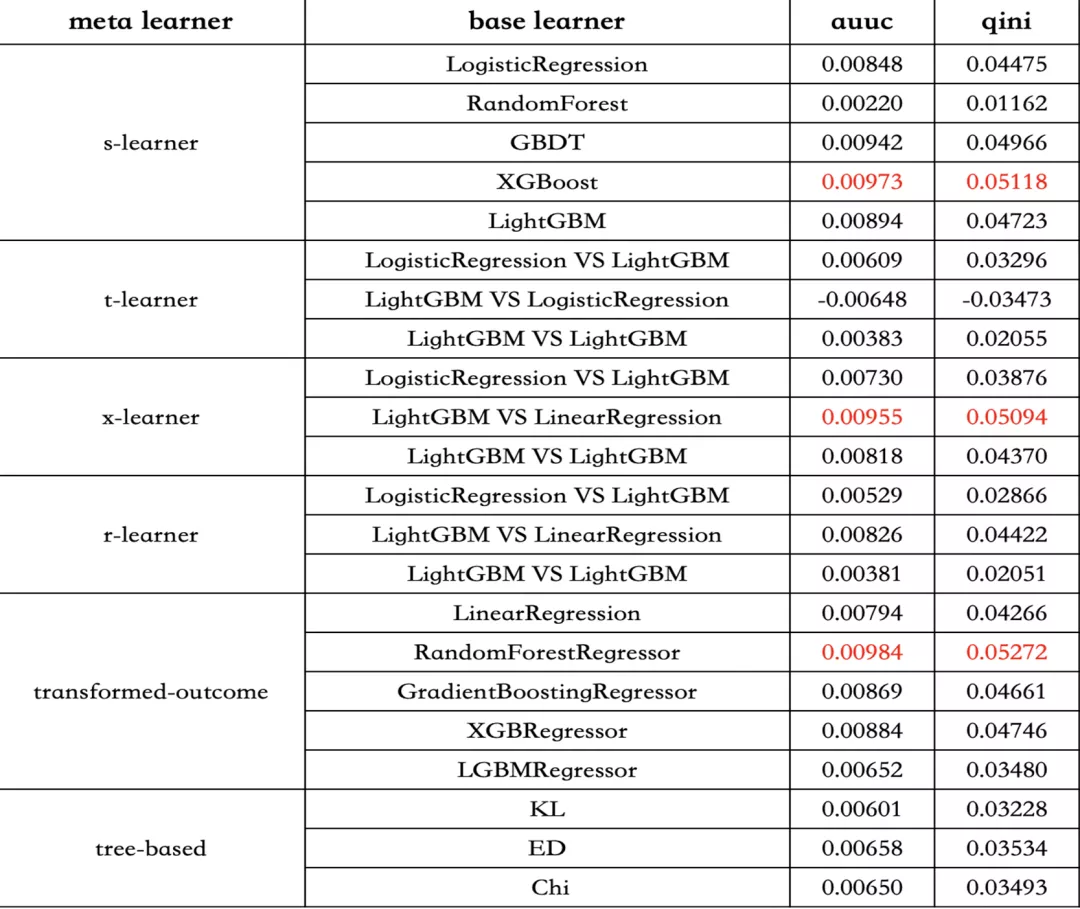 meta learner base learner auuc qini
LogisticRegression 0.00848 0.04475
RandomForest 0.00220 0.01162
s-learner GBDT 0.00942 0.04966
XGBoost 0.00973 0.05118
LightGBM 0.00894 0.04723
LogisticRegression VS LightGBM 0.00609 0.03296
t-learner LightGBM VS LogisticRegression -0.00648 -0.03473
LightGBM VS LightGBM 0.00383 0.02055
LogisticRegression VS LightGBM 0.00730 0.03876
x-learner LightGBM VS LinearRegression 0.00955 0.05094
LightGBM VS LightGBM 0.00818 0.04370
LogisticRegression VS LightGBM 0.00529 0.02866
r-learner LightGBM VS LinearRegression 0.00826 0.04422
LightGBM VS LightGBM 0.00381 0.02051
LinearRegression 0.00794 0.04266
RandomForestRegressor 0.00984 0.05272
transformed-outcome GradientBoostingRegressor 0.00869 0.04661
XGBRegressor 0.00884 0.04746
LGBMRegressor 0.00652 0.03480
KL 0.00601 0.03228
tree-based ED 0.00658 0.03534
Chi 0.00650 0.03493